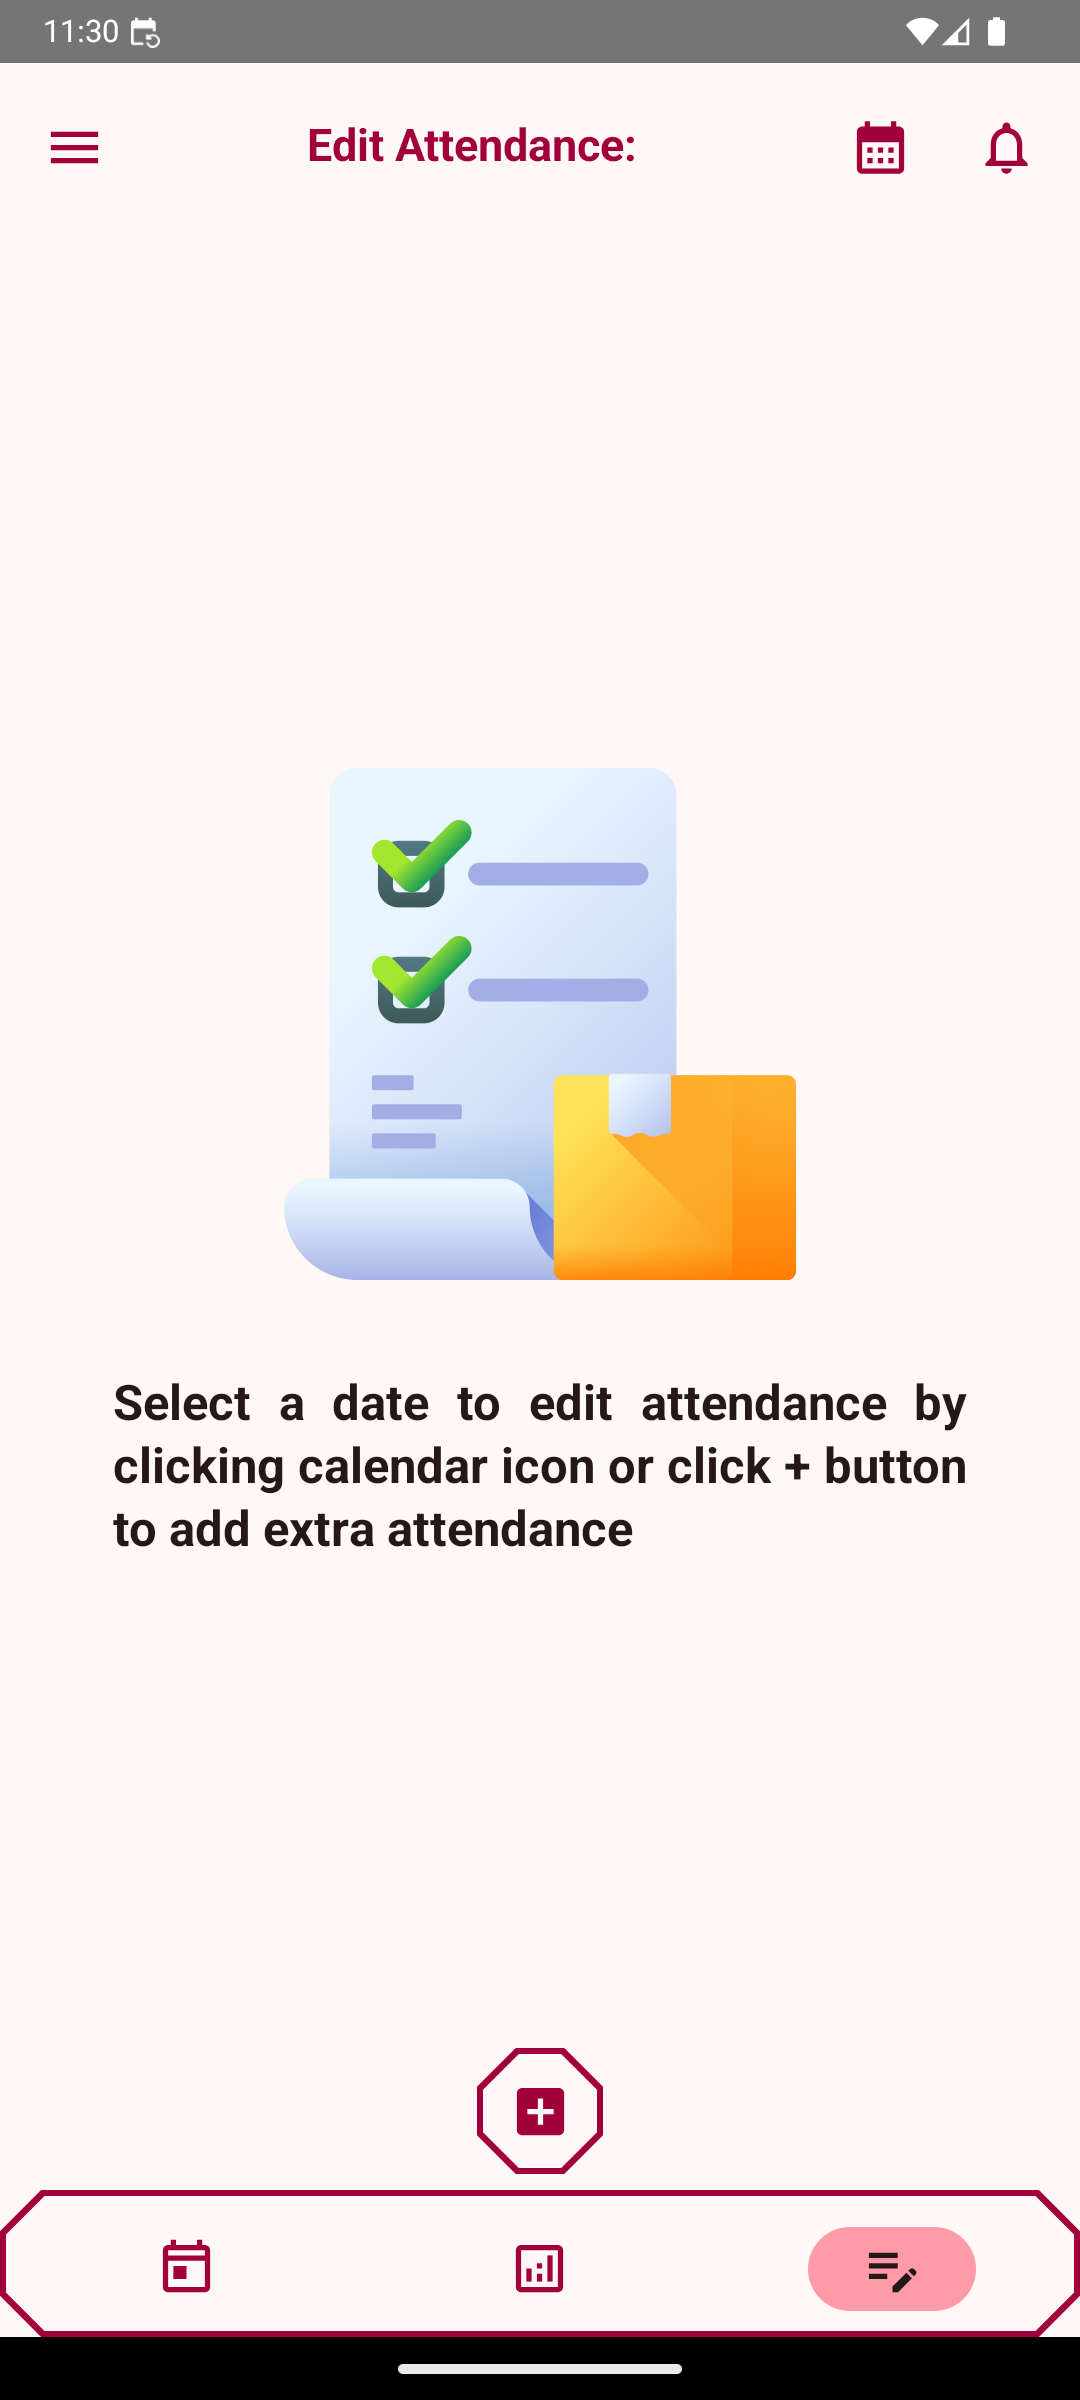 11:30
Edit Attendance:
Select a date to edit attendance by
clicking calendar icon or click + button
to add extra attendance